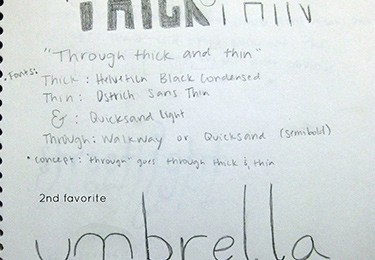 THICK THIN
"Through thick and thin"
• Fonts:
Thick : Helvetica Black Condensed
Thin : Ostrich Sans Thin
& : Quicksand Light
Through: Walkway or Quicksand (semibold)
• concept: "through" goes through thick & thin
2nd favorite
umbrella